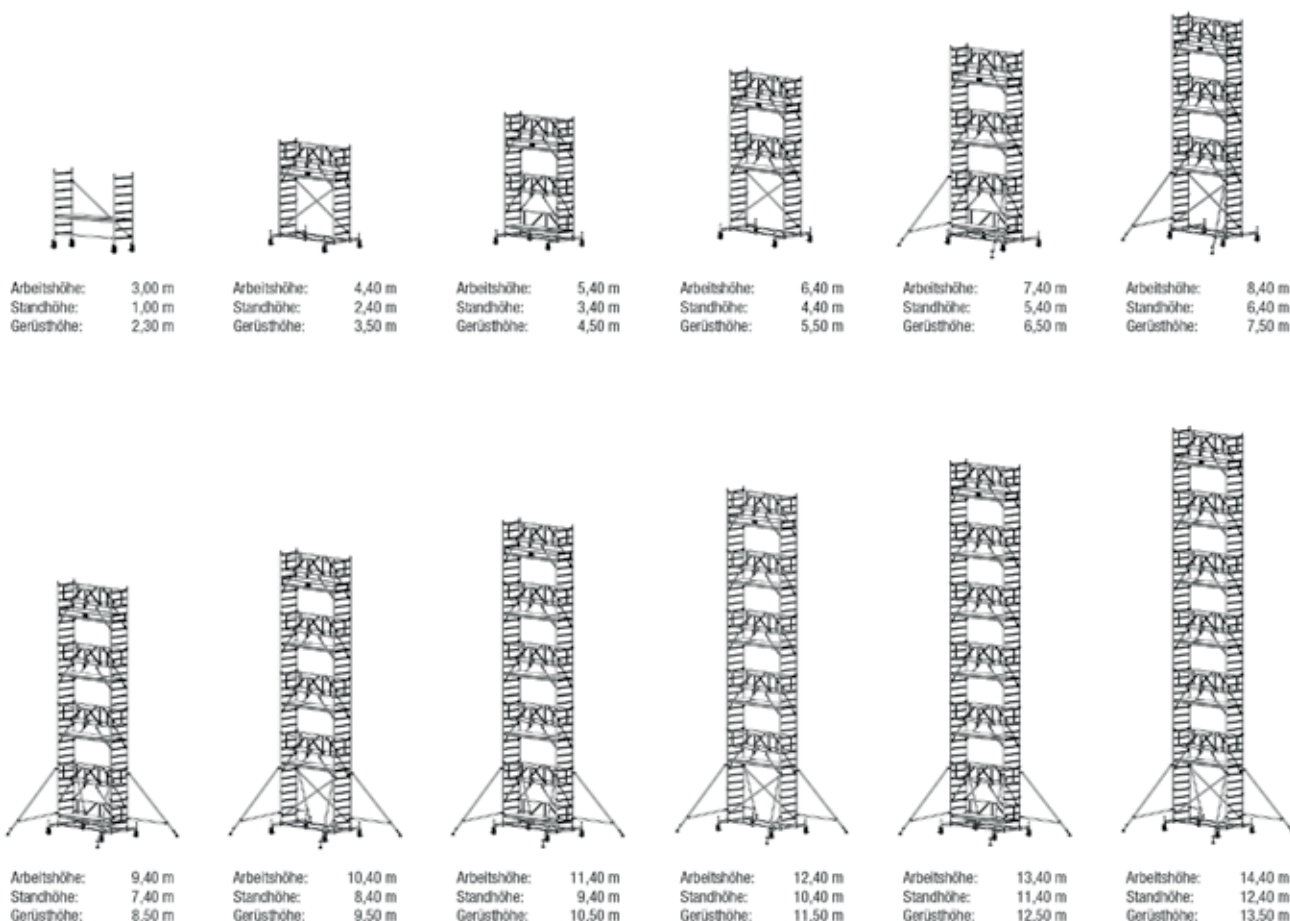 Arbeitshöhe: 3,00 m
Standhöhe: 1,00 m
Gerüsthöhe: 2,30 m
Arbeitshöhe: 4,40 m
Standhöhe: 2,40 m
Gerüsthöhe: 3,50 m
Arbeitshöhe: 5,40 m
Standhöhe: 3,40 m
Gerüsthöhe: 4,50 m
Arbeitshöhe: 6,40 m
Standhöhe: 4,40 m
Gerüsthöhe: 5,50 m
Arbeitshöhe: 7,40 m
Standhöhe: 5,40 m
Gerüsthöhe: 6,50 m
Arbeitshöhe: 8,40 m
Standhöhe: 6,40 m
Gerüsthöhe: 7,50 m
Arbeitshöhe: 9,40 m
Standhöhe: 7,40 m
Gerüsthöhe: 8,50 m
Arbeitshöhe: 10,40 m
Standhöhe: 8,40 m
Gerüsthöhe: 9,50 m
Arbeitshöhe: 11,40 m
Standhöhe: 9,40 m
Gerüsthöhe: 10,50 m
Arbeitshöhe: 12,40 m
Standhöhe: 10,40 m
Gerüsthöhe: 11,50 m
Arbeitshöhe: 13,40 m
Standhöhe: 11,40 m
Gerüsthöhe: 12,50 m
Arbeitshöhe: 14,40 m
Standhöhe: 12,40 m
Gerüsthöhe: 13,50 m